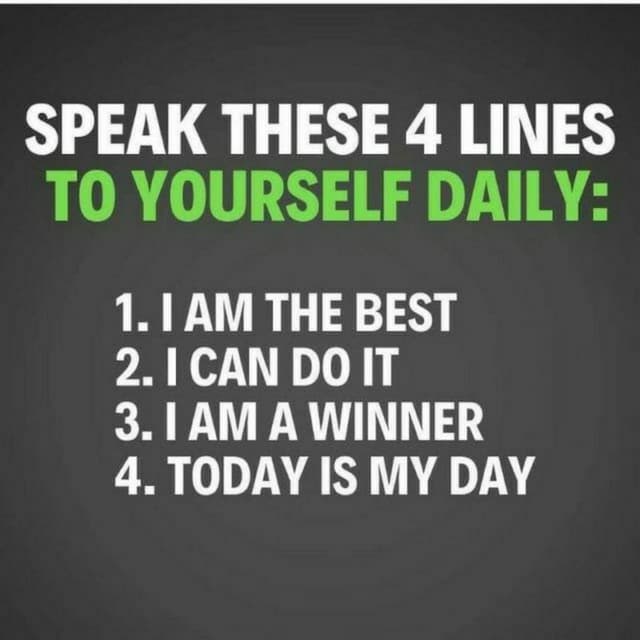 SPEAK THESE 4 LINES
TO YOURSELF DAILY:
1. I AM THE BEST
2. I CAN DO IT
3. I AM A WINNER
4. TODAY IS MY DAY